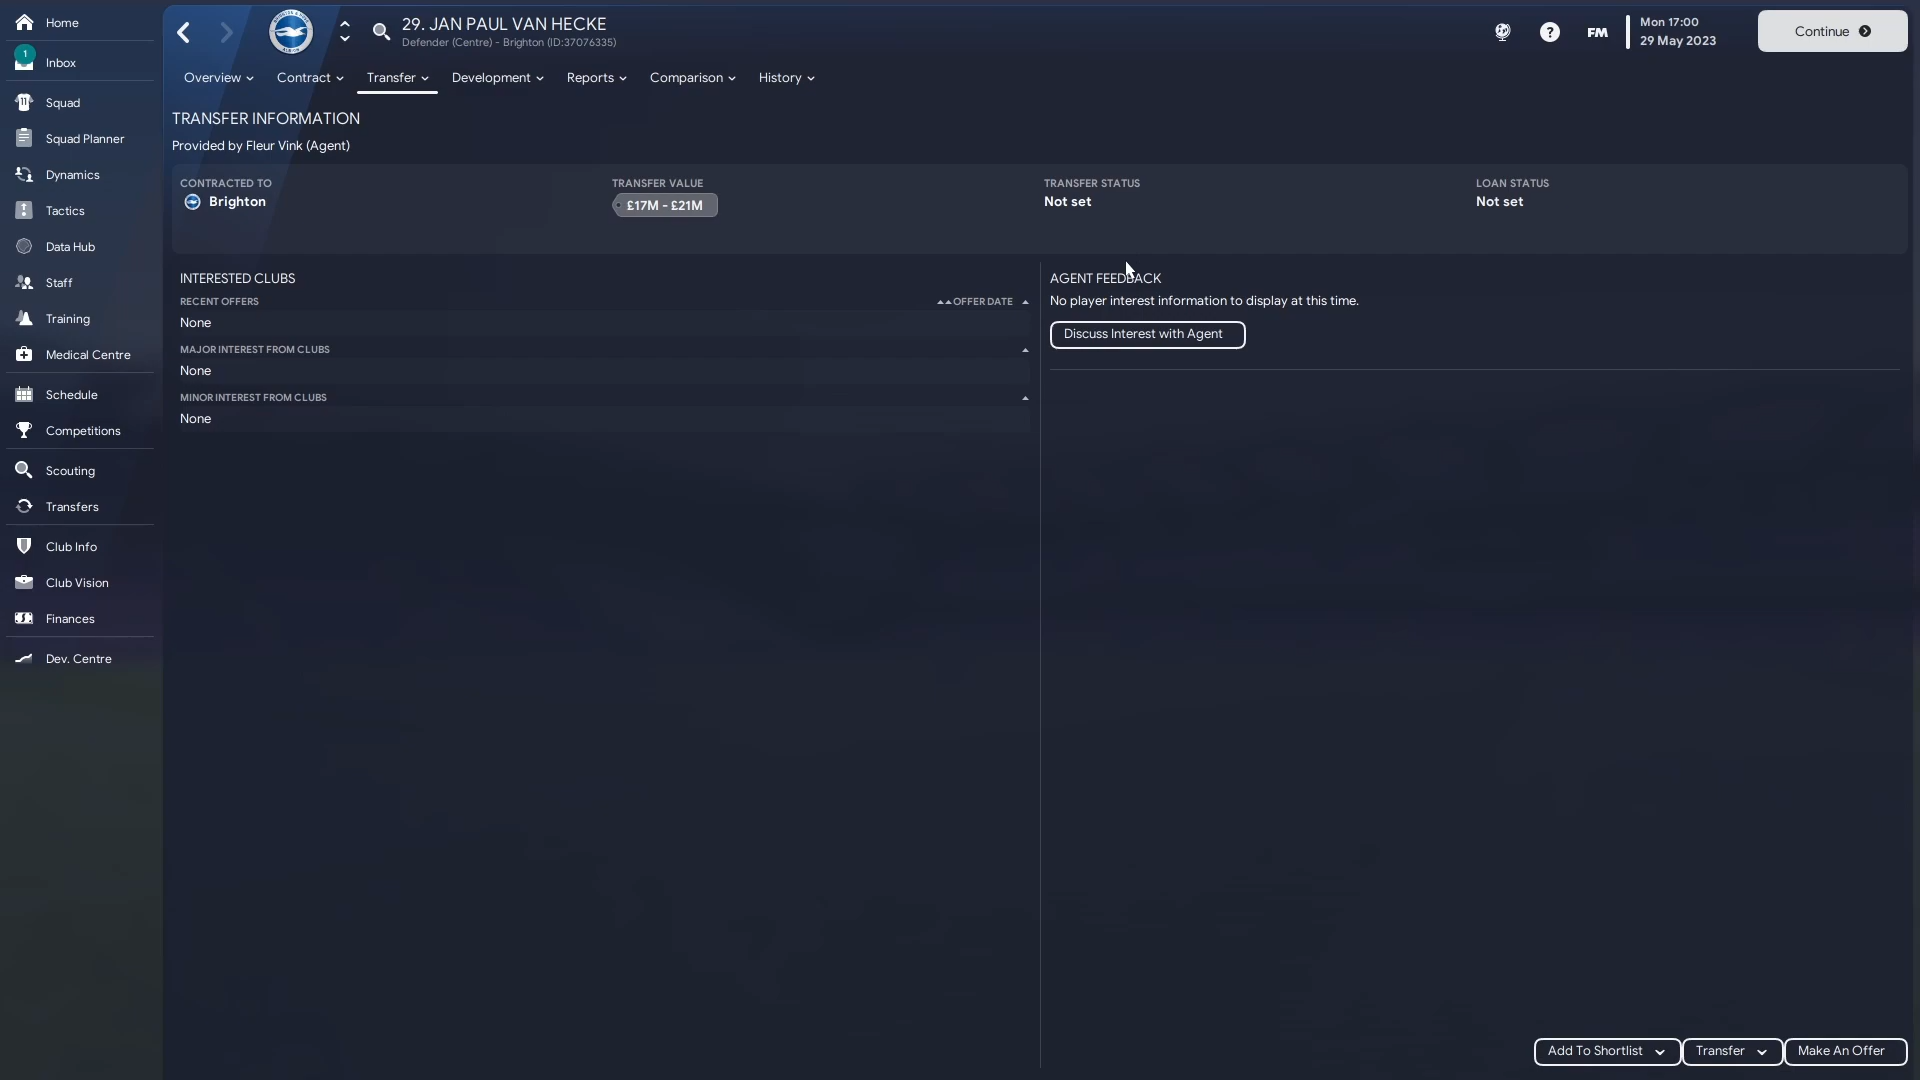 Home
1
Inbox
Squad
Squad Planner
Dynamics
Tactics
Data Hub
Staff
Training
Medical Centre
Schedule
Competitions
Scouting
Transfers
Club Info
Club Vision
Finances
Dev. Centre
29. JAN PAUL VAN HECKE
Defender (Centre) - Brighton (ID:37076335)
FM
Mon 17:00
29 May 2023
Continue
Overview
Contract
Transfer
Development
Reports
Comparison
History
TRANSFER INFORMATION
Provided by Fleur Vink (Agent)
CONTRACTED TO
Brighton
TRANSFER VALUE
£17M - £21M
TRANSFER STATUS
Not set
LOAN STATUS
Not set
INTERESTED CLUBS
RECENT OFFERS
OFFER DATE
None
MAJOR INTEREST FROM CLUBS
None
MINOR INTEREST FROM CLUBS
None
AGENT FEEDBACK
No player interest information to display at this time.
Discuss Interest with Agent
Add To Shortlist
Transfer
Make An Offer